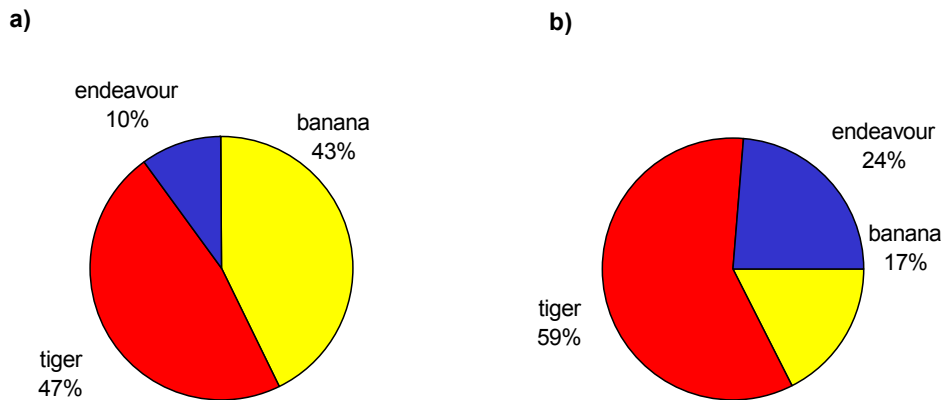 a)
endeavour
10%
banana
43%
tiger
47%
b)
endeavour
24%
banana
17%
tiger
59%